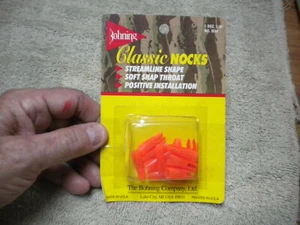 Bohning
Classic NOCKS
STREAMLINE SHAPE
SOFT SNAP THROAT
POSITIVE INSTALLATION
The Bohning Company, Ltd.